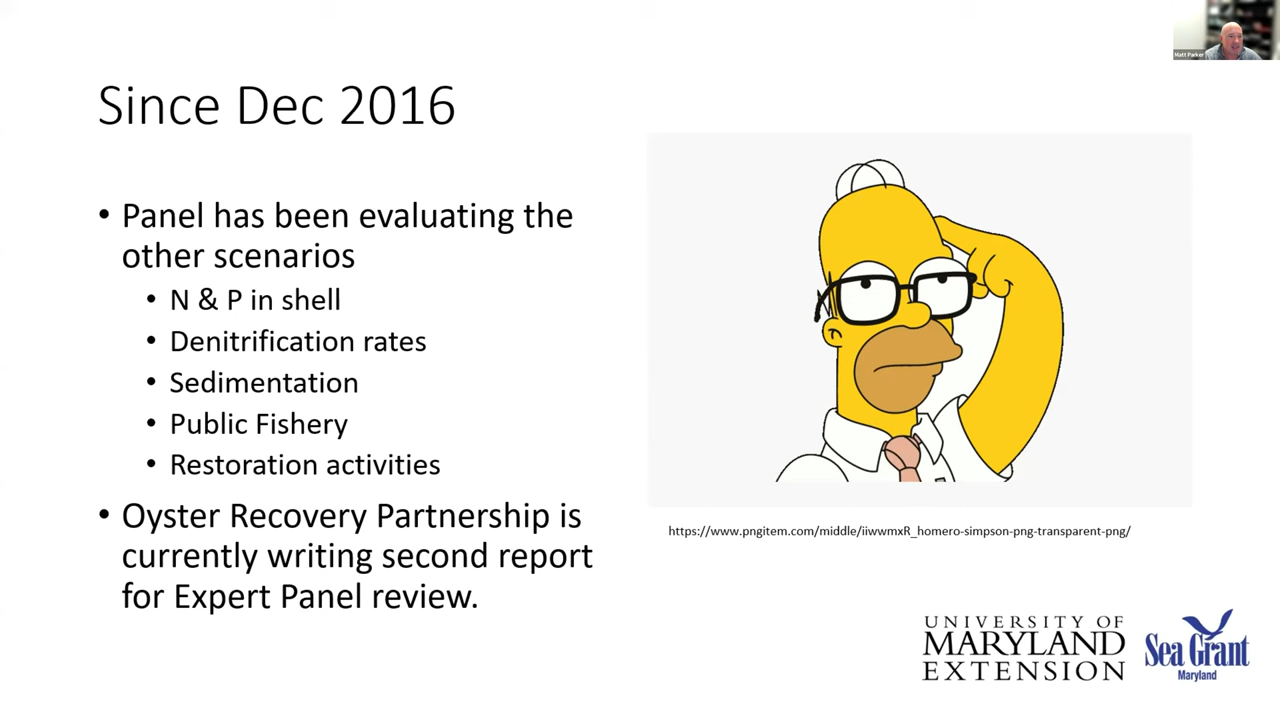 Matt Parker
Since Dec 2016
• Panel has been evaluating the
other scenarios
• N & P in shell
• Denitrification rates
• Sedimentation
• Public Fishery
• Restoration activities
• Oyster Recovery Partnership is
currently writing second report
for Expert Panel review.
https://www.pngitem.com/middle/iiwwmxR_homero-simpson-png-transparent-png/
UNIVERSITY OF
MARYLAND
EXTENSION
Sea Grant
Maryland